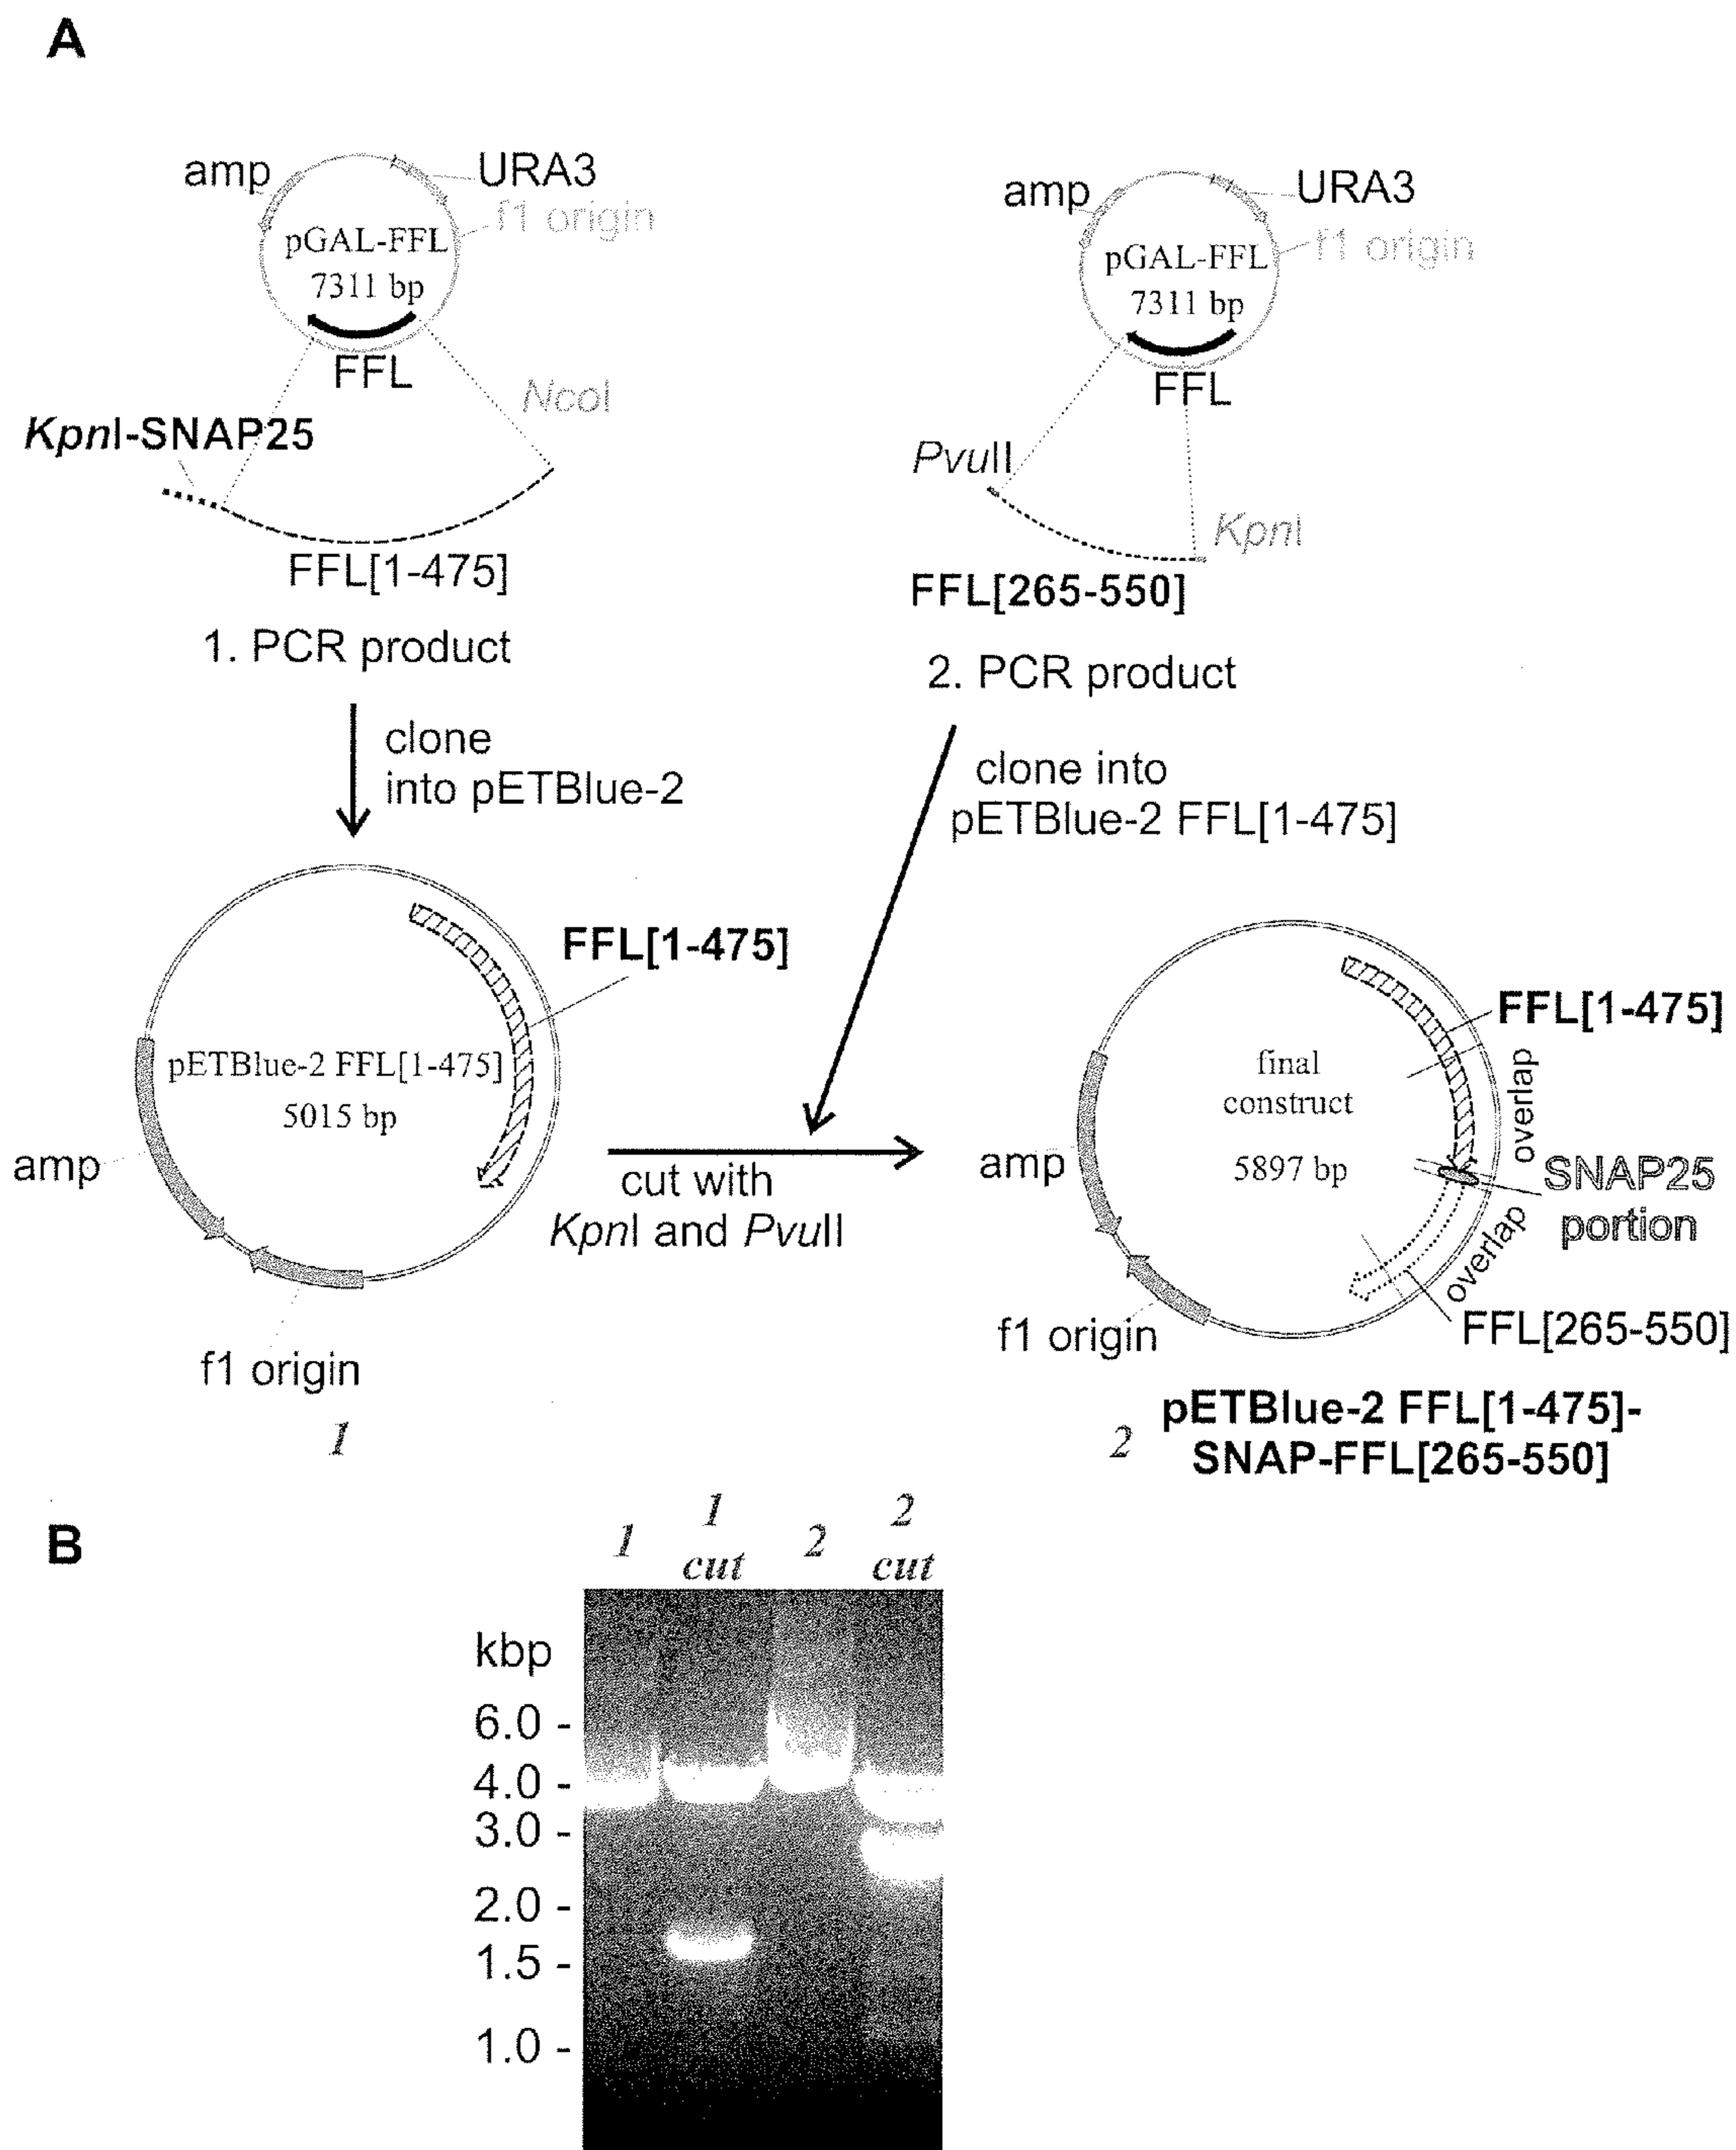 A
amp
URA3
f1 origin
pGAL-FFL
7311 bp
FFL
NcoI
KpnI-SNAP25
FFL[1-475]
1. PCR product
clone
into pETBlue-2
amp
URA3
f1 origin
pGAL-FFL
7311 bp
FFL
PvuII
KpnI
FFL[265-550]
2. PCR product
clone into
pETBlue-2 FFL[1-475]
FFL[1-475]
pETBlue-2 FFL[1-475]
5015 bp
amp
f1 origin
1
cut with
KpnI and PvuII
FFL[1-475]
final
construct
5897 bp
overlap
amp
SNAP25
portion
overlap
f1 origin
FFL[265-550]
2
pETBlue-2 FFL[1-475]-
SNAP-FFL[265-550]
B
1
1
cut
2
2
cut
kbp
6.0 -
4.0 -
3.0 -
2.0 -
1.5 -
1.0 -